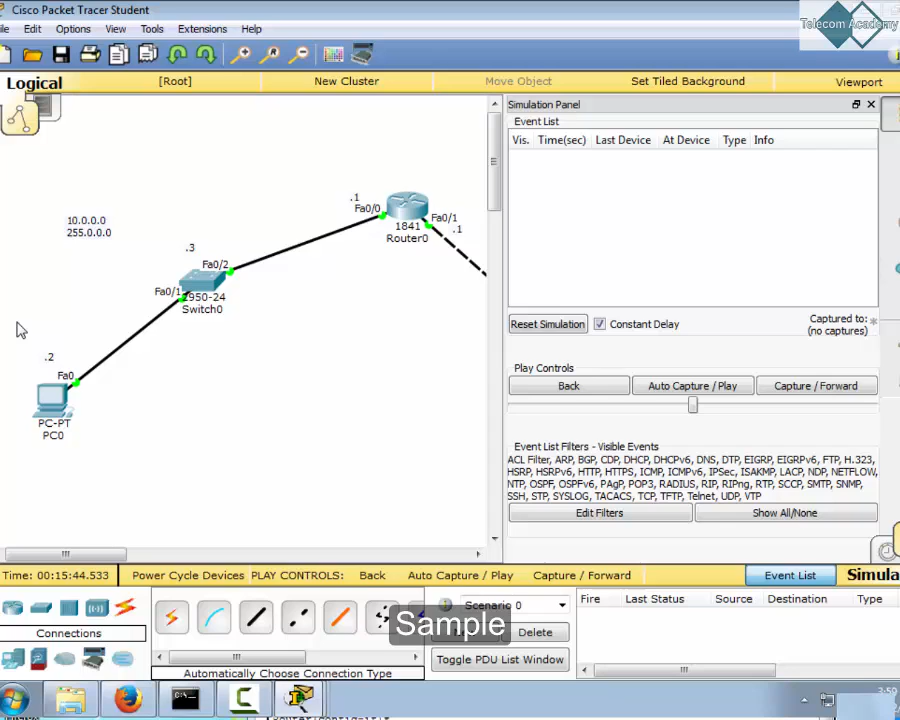 Cisco Packet Tracer Student
Telecom Academy
ile Edit Options View Tools Extensions Help
Logical [Root] New Cluster Move Object Set Tiled Background Viewport
Simulation Panel
Event List
Vis. Time(sec) Last Device At Device Type Info
.1
Fa0/0
Fa0/1
.1
1841
Router0
10.0.0.0
255.0.0.0
.3
Fa0/2
Fa0/1
2950-24
Switch0
.2
Fa0
PC-PT
PC0
Reset Simulation Constant Delay Captured to:
(no captures)
Play Controls
Back Auto Capture / Play Capture / Forward
Event List Filters - Visible Events
ACL Filter, ARP, BGP, CDP, DHCP, DHCPv6, DNS, DTP, EIGRP, EIGRPv6, FTP, H.323,
HSRP, HSRPv6, HTTP, HTTPS, ICMP, ICMPv6, IPSec, ISAKMP, LACP, NDP, NETFLOW,
NTP, OSPF, OSPFv6, PAgP, POP3, RADIUS, RIP, RIPng, RTP, SCCP, SMTP, SNMP,
SSH, STP, SYSLOG, TACACS, TCP, TFTP, Telnet, UDP, VTP
Edit Filters Show All/None
Time: 00:15:44.533 Power Cycle Devices PLAY CONTROLS: Back Auto Capture / Play Capture / Forward Event List Simula
Scenario 0
Fire Last Status Source Destination Type
Sample
Delete
Connections
Toggle PDU List Window
Automatically Choose Connection Type